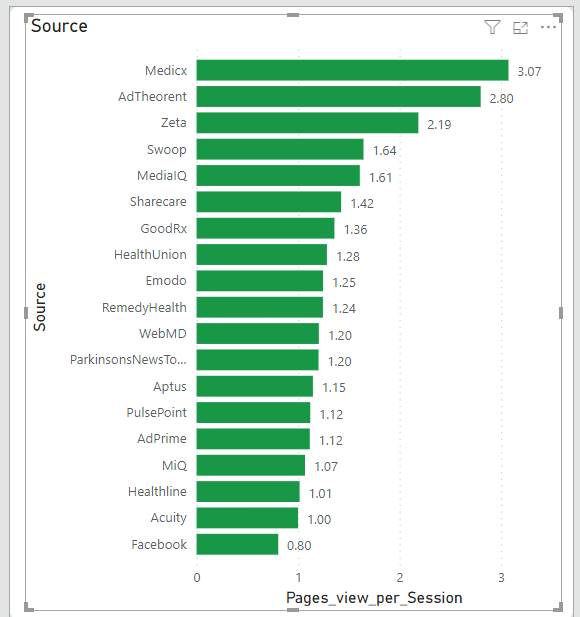 Source
Medicx 3.07
AdTheorent 2.80
Zeta 2.19
Swoop 1.64
MediaIQ 1.61
Sharecare 1.42
GoodRx 1.36
HealthUnion 1.28
Emodo 1.25
RemedyHealth 1.24
WebMD 1.20
ParkinsonsNewsTo... 1.20
Aptus 1.15
PulsePoint 1.12
AdPrime 1.12
MiQ 1.07
Healthline 1.01
Acuity 1.00
Facebook 0.80
Source
0 1 2 3
Pages_view_per_Session